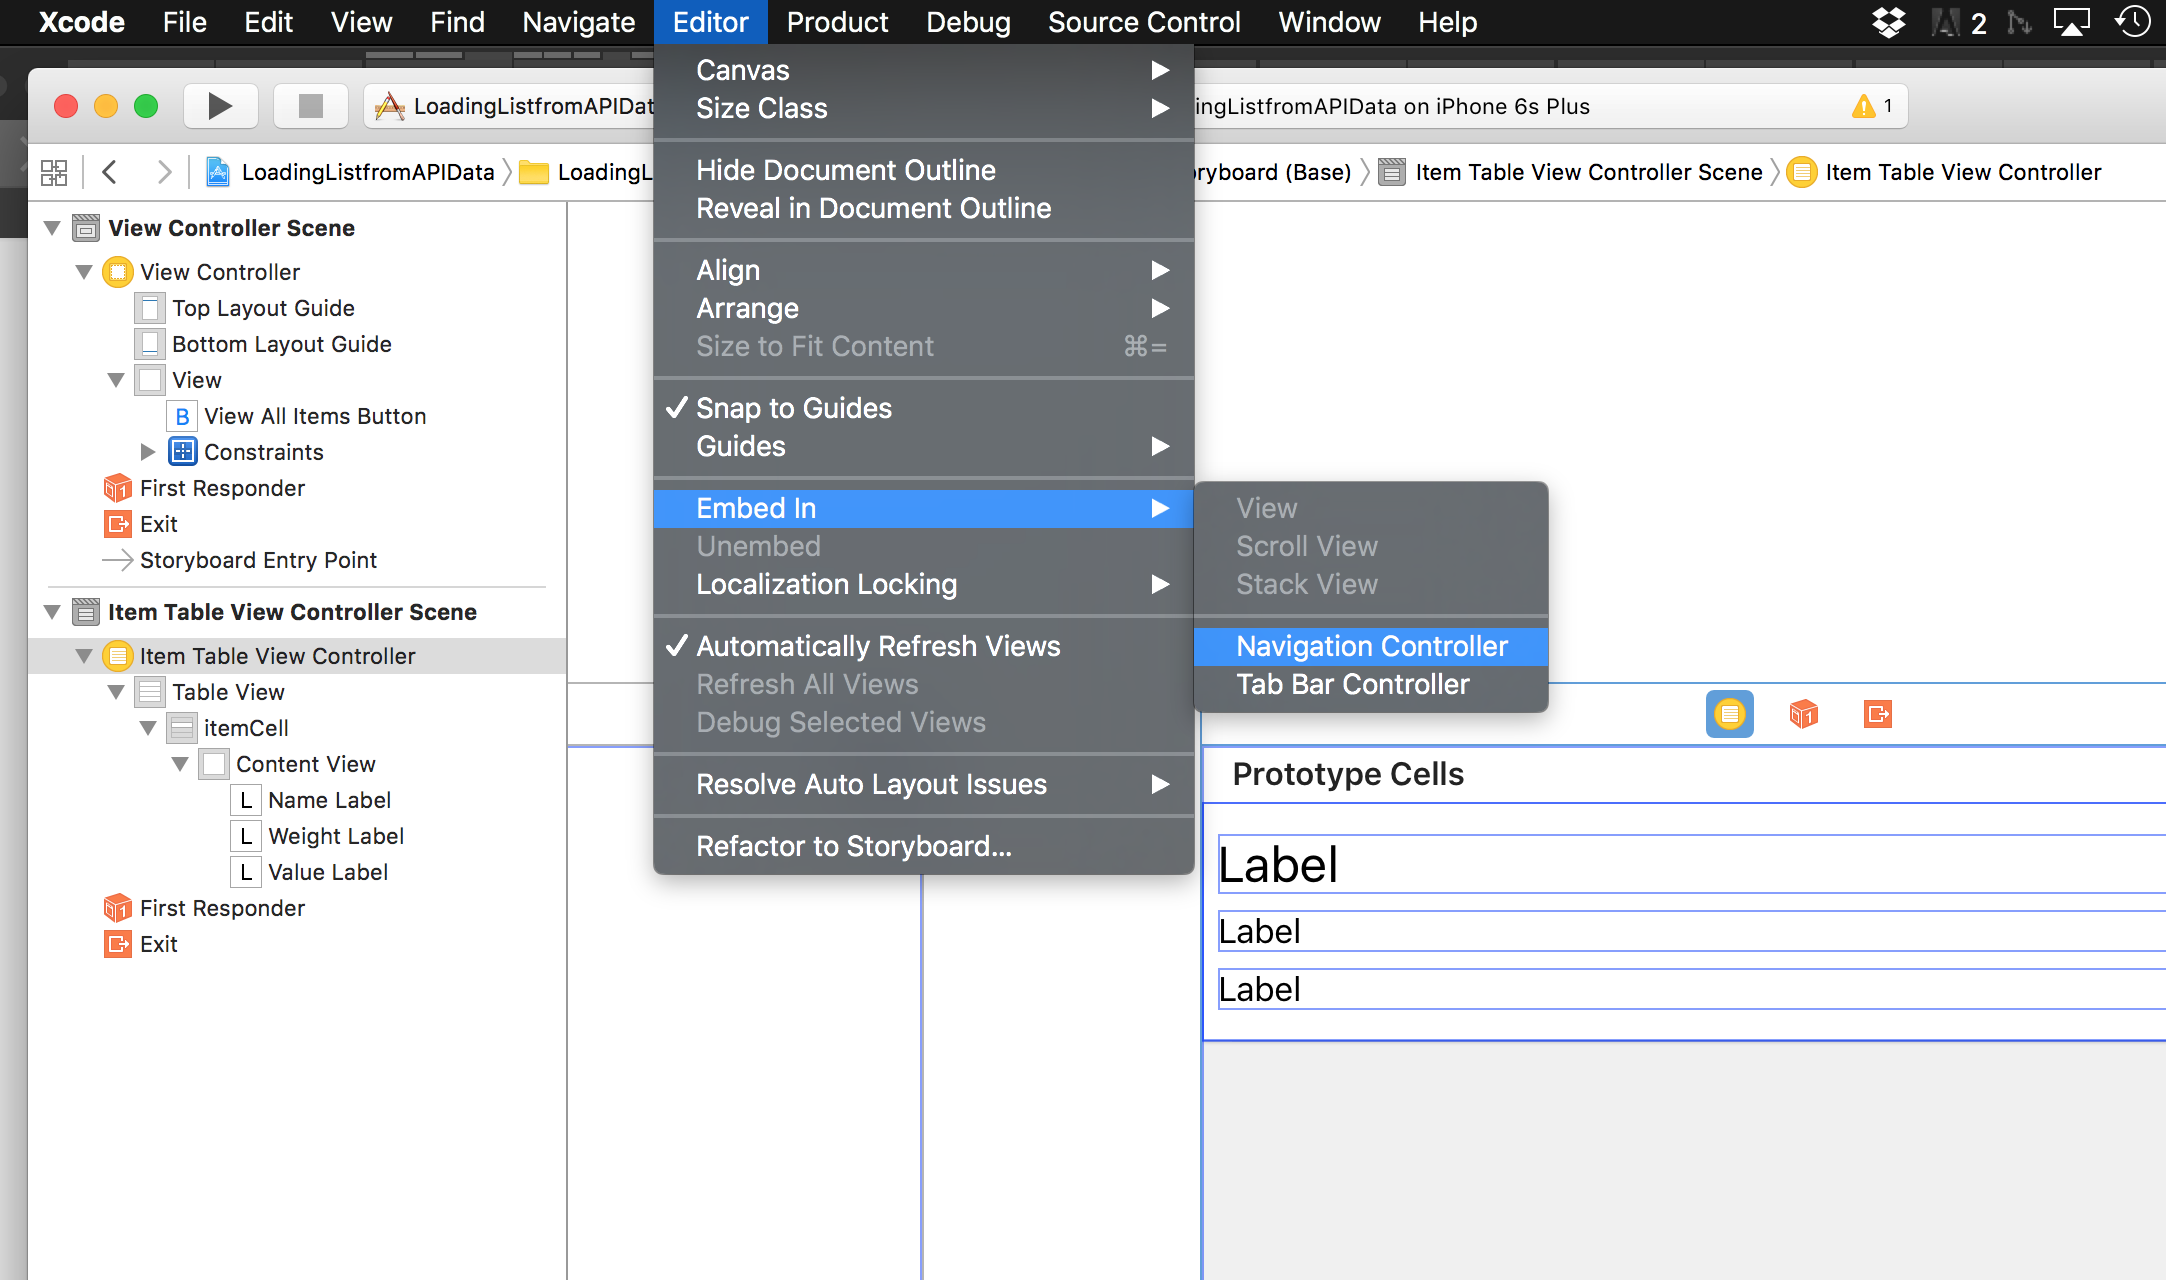 Xcode File Edit View Find Navigate Editor Product Debug Source Control Window Help 2
LoadingListfromAPIDat ingListfromAPIData on iPhone 6s Plus 1
LoadingListfromAPIData LoadingL ryboard (Base) Item Table View Controller Scene Item Table View Controller
View Controller Scene
View Controller
Top Layout Guide
Bottom Layout Guide
View
B View All Items Button
Constraints
1 First Responder
Exit
Storyboard Entry Point
Item Table View Controller Scene
Item Table View Controller
Table View
itemCell
Content View
L Name Label
L Weight Label
L Value Label
1 First Responder
Exit
Canvas
Size Class
Hide Document Outline
Reveal in Document Outline
Align
Arrange
Size to Fit Content ⌘=
✓ Snap to Guides
Guides
Embed In
Unembed
Localization Locking
✓ Automatically Refresh Views
Refresh All Views
Debug Selected Views
Resolve Auto Layout Issues
Refactor to Storyboard...
View
Scroll View
Stack View
Navigation Controller
Tab Bar Controller
1
Prototype Cells
Label
Label
Label